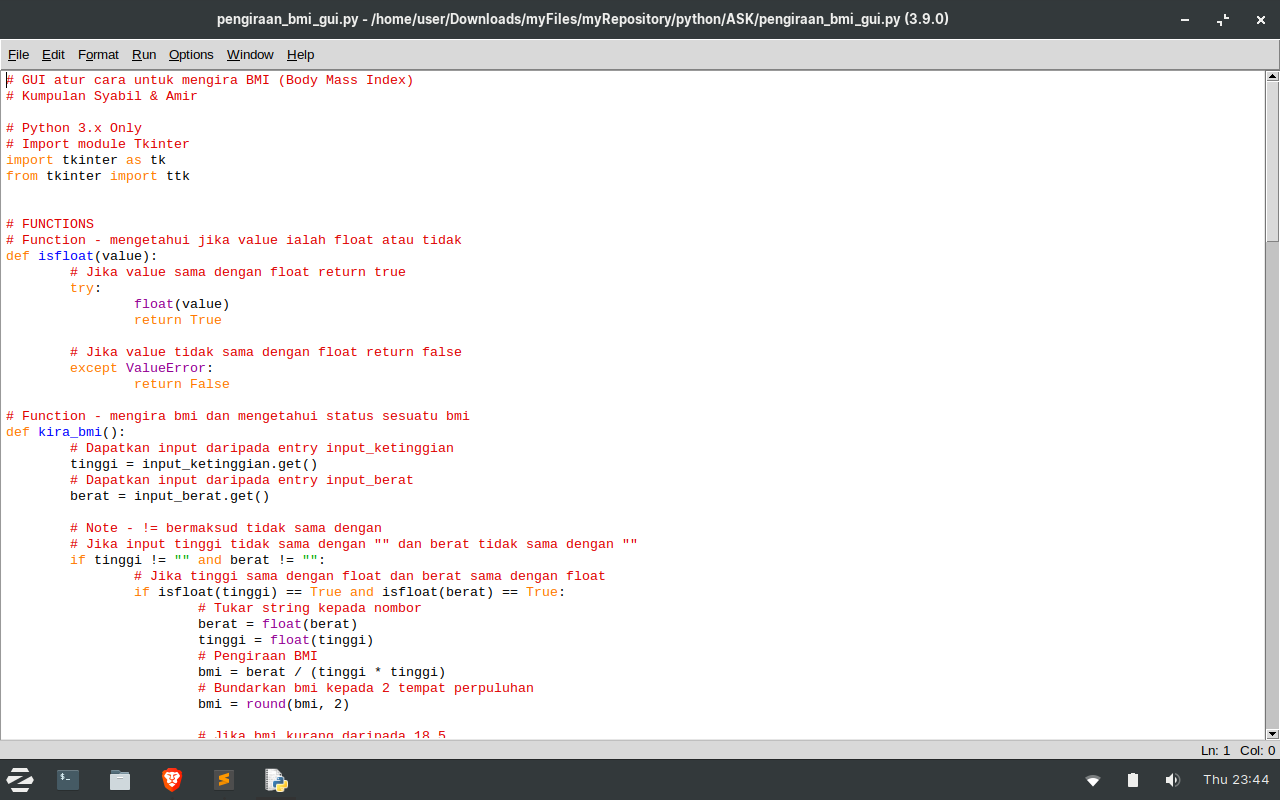 pengiraan_bmi_gui.py - /home/user/Downloads/myFiles/myRepository/python/ASK/pengiraan_bmi_gui.py (3.9.0)
File Edit Format Run Options Window Help
# GUI atur cara untuk mengira BMI (Body Mass Index)
# Kumpulan Syabil & Amir
# Python 3.x Only
# Import module Tkinter
import tkinter as tk
from tkinter import ttk
# FUNCTIONS
# Function - mengetahui jika value ialah float atau tidak
def isfloat(value):
# Jika value sama dengan float return true
try:
float(value)
return True
# Jika value tidak sama dengan float return false
except ValueError:
return False
# Function - mengira bmi dan mengetahui status sesuatu bmi
def kira_bmi():
# Dapatkan input daripada entry input_ketinggian
tinggi = input_ketinggian.get()
# Dapatkan input daripada entry input_berat
berat = input_berat.get()
# Note - != bermaksud tidak sama dengan
# Jika input tinggi tidak sama dengan "" dan berat tidak sama dengan ""
if tinggi != "" and berat != "":
# Jika tinggi sama dengan float dan berat sama dengan float
if isfloat(tinggi) == True and isfloat(berat) == True:
# Tukar string kepada nombor
berat = float(berat)
tinggi = float(tinggi)
# Pengiraan BMI
bmi = berat / (tinggi * tinggi)
# Bundarkan bmi kepada 2 tempat perpuluhan
bmi = round(bmi, 2)
# Jika bmi kurang daripada 18.5
Ln: 1 Col: 0
Thu 23:44